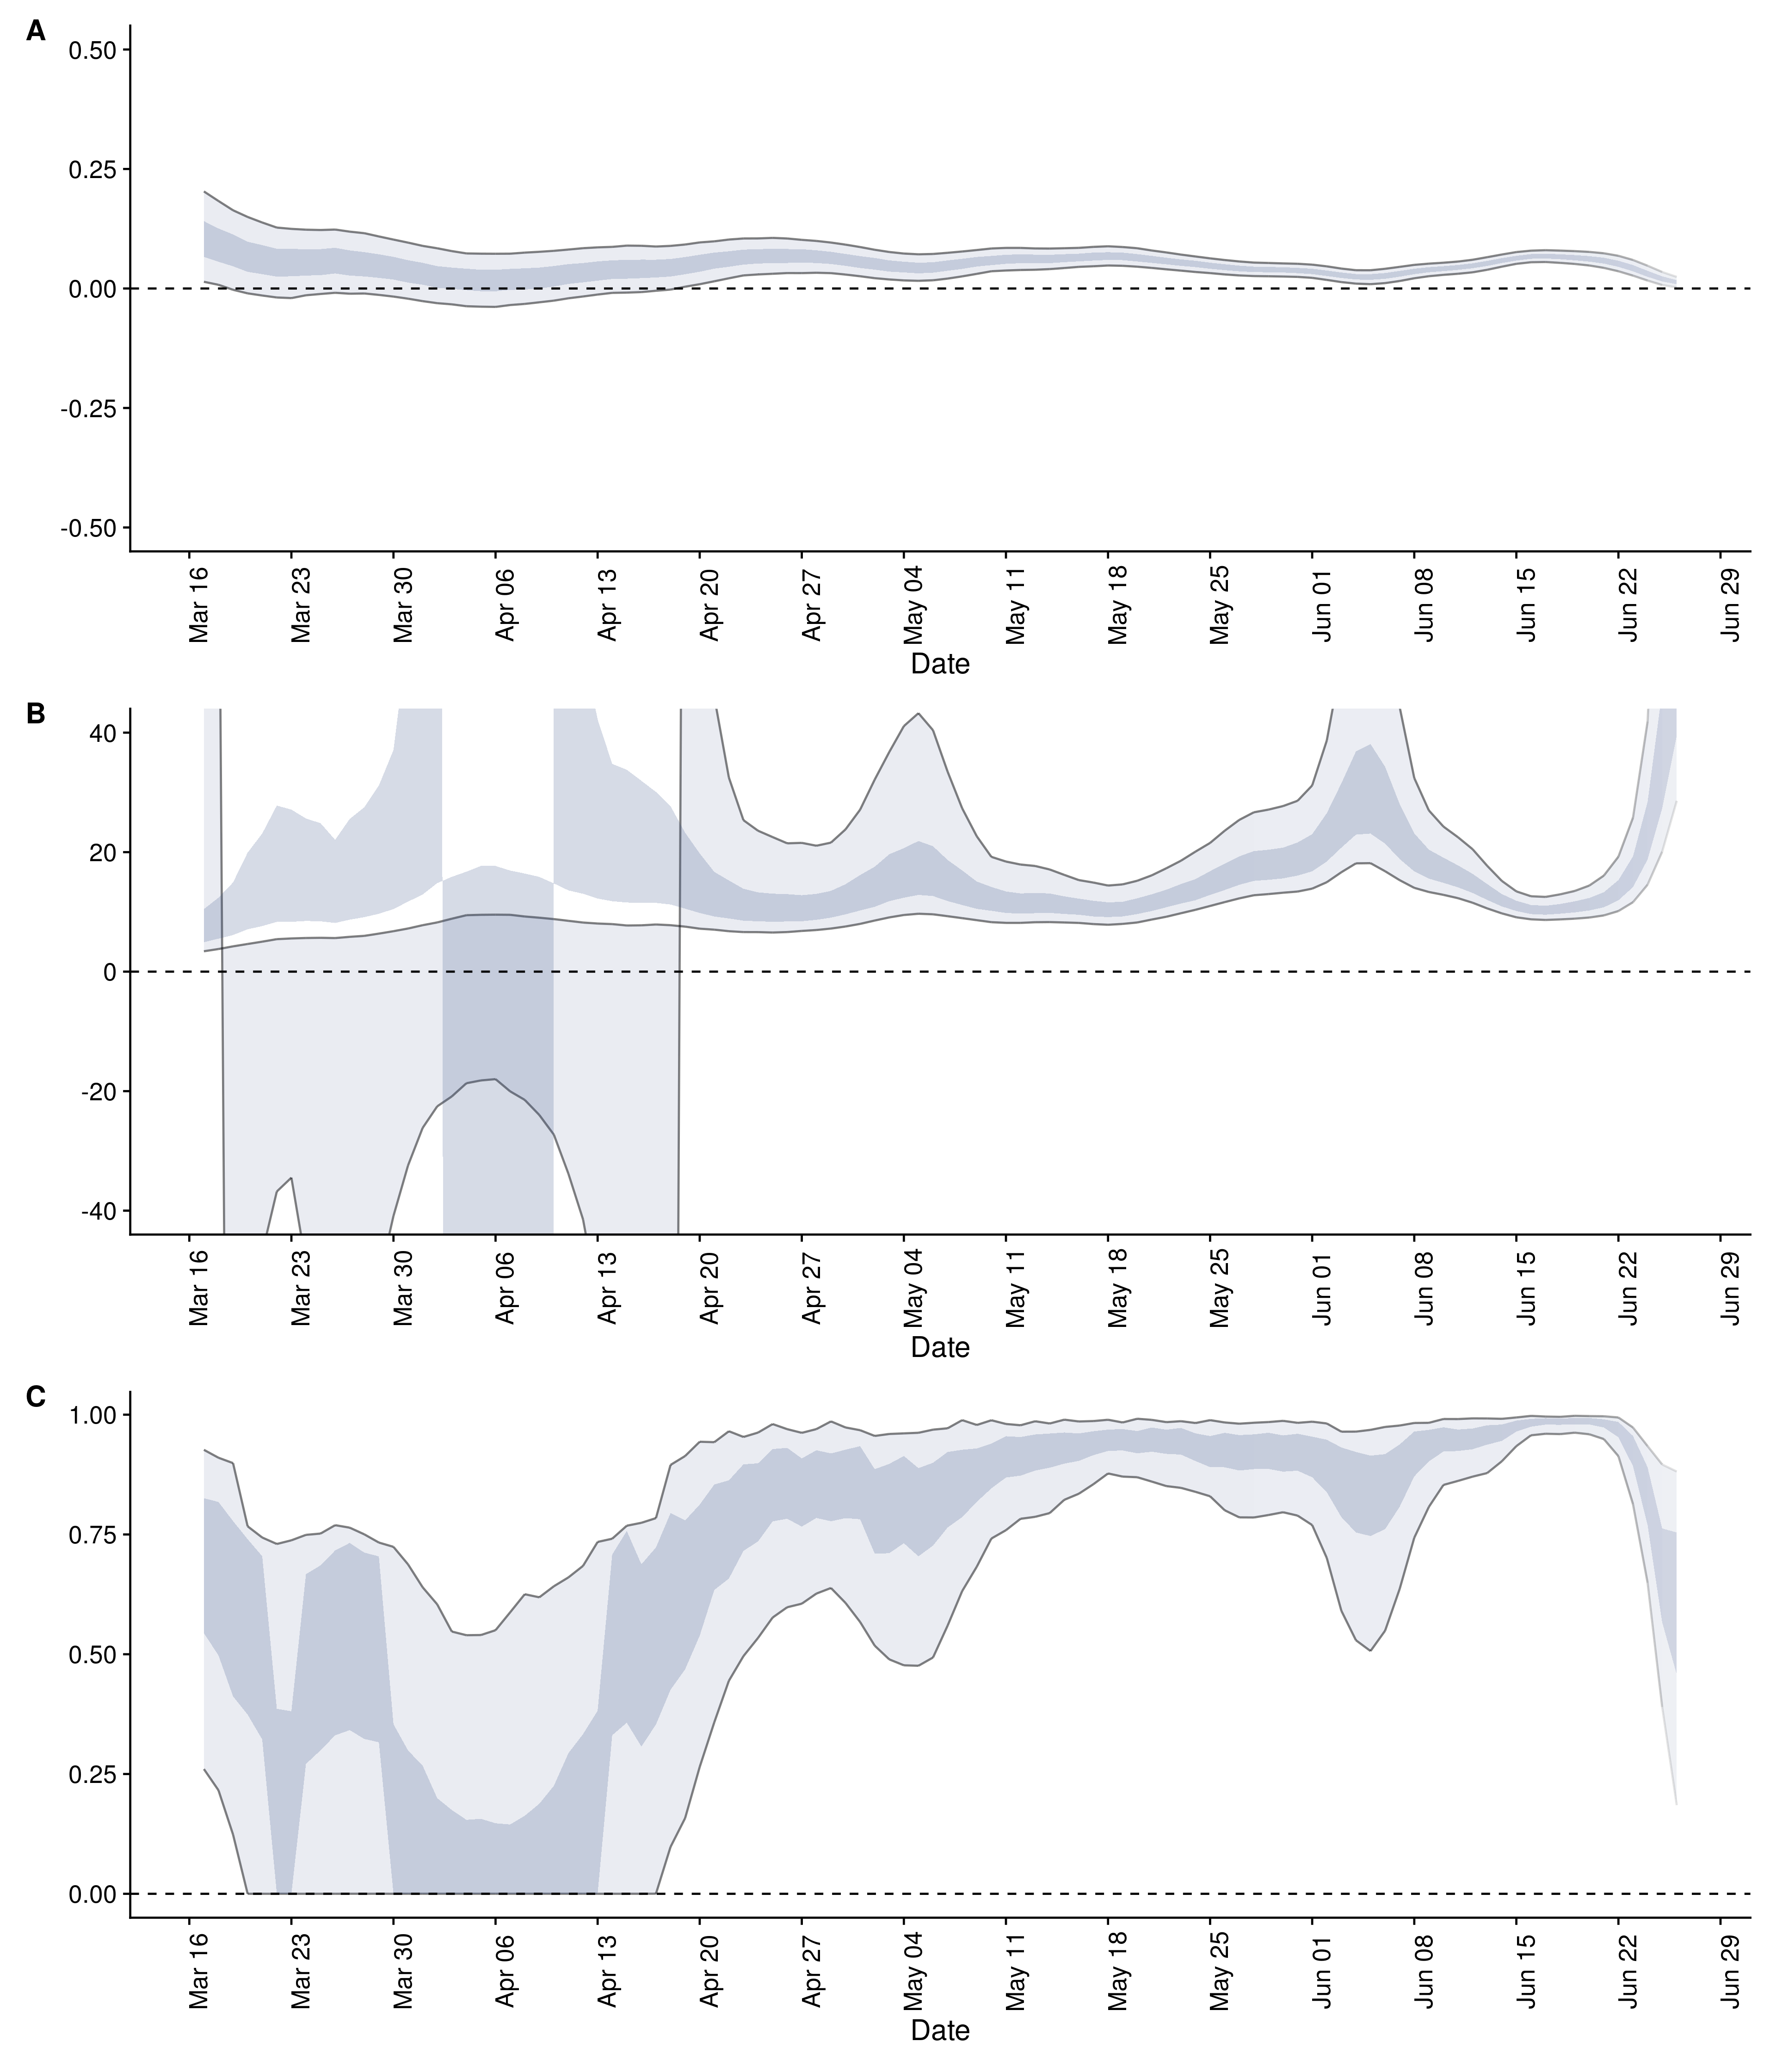 A
0.50
0.25
0.00
-0.25
-0.50
Mar 16
Mar 23
Mar 30
Apr 06
Apr 13
Apr 20
Apr 27
May 04
May 11
May 18
May 25
Jun 01
Jun 08
Jun 15
Jun 22
Jun 29
Date
B
40
20
0
-20
-40
Mar 16
Mar 23
Mar 30
Apr 06
Apr 13
Apr 20
Apr 27
May 04
May 11
May 18
May 25
Jun 01
Jun 08
Jun 15
Jun 22
Jun 29
Date
C
1.00
0.75
0.50
0.25
0.00
Mar 16
Mar 23
Mar 30
Apr 06
Apr 13
Apr 20
Apr 27
May 04
May 11
May 18
May 25
Jun 01
Jun 08
Jun 15
Jun 22
Jun 29
Date